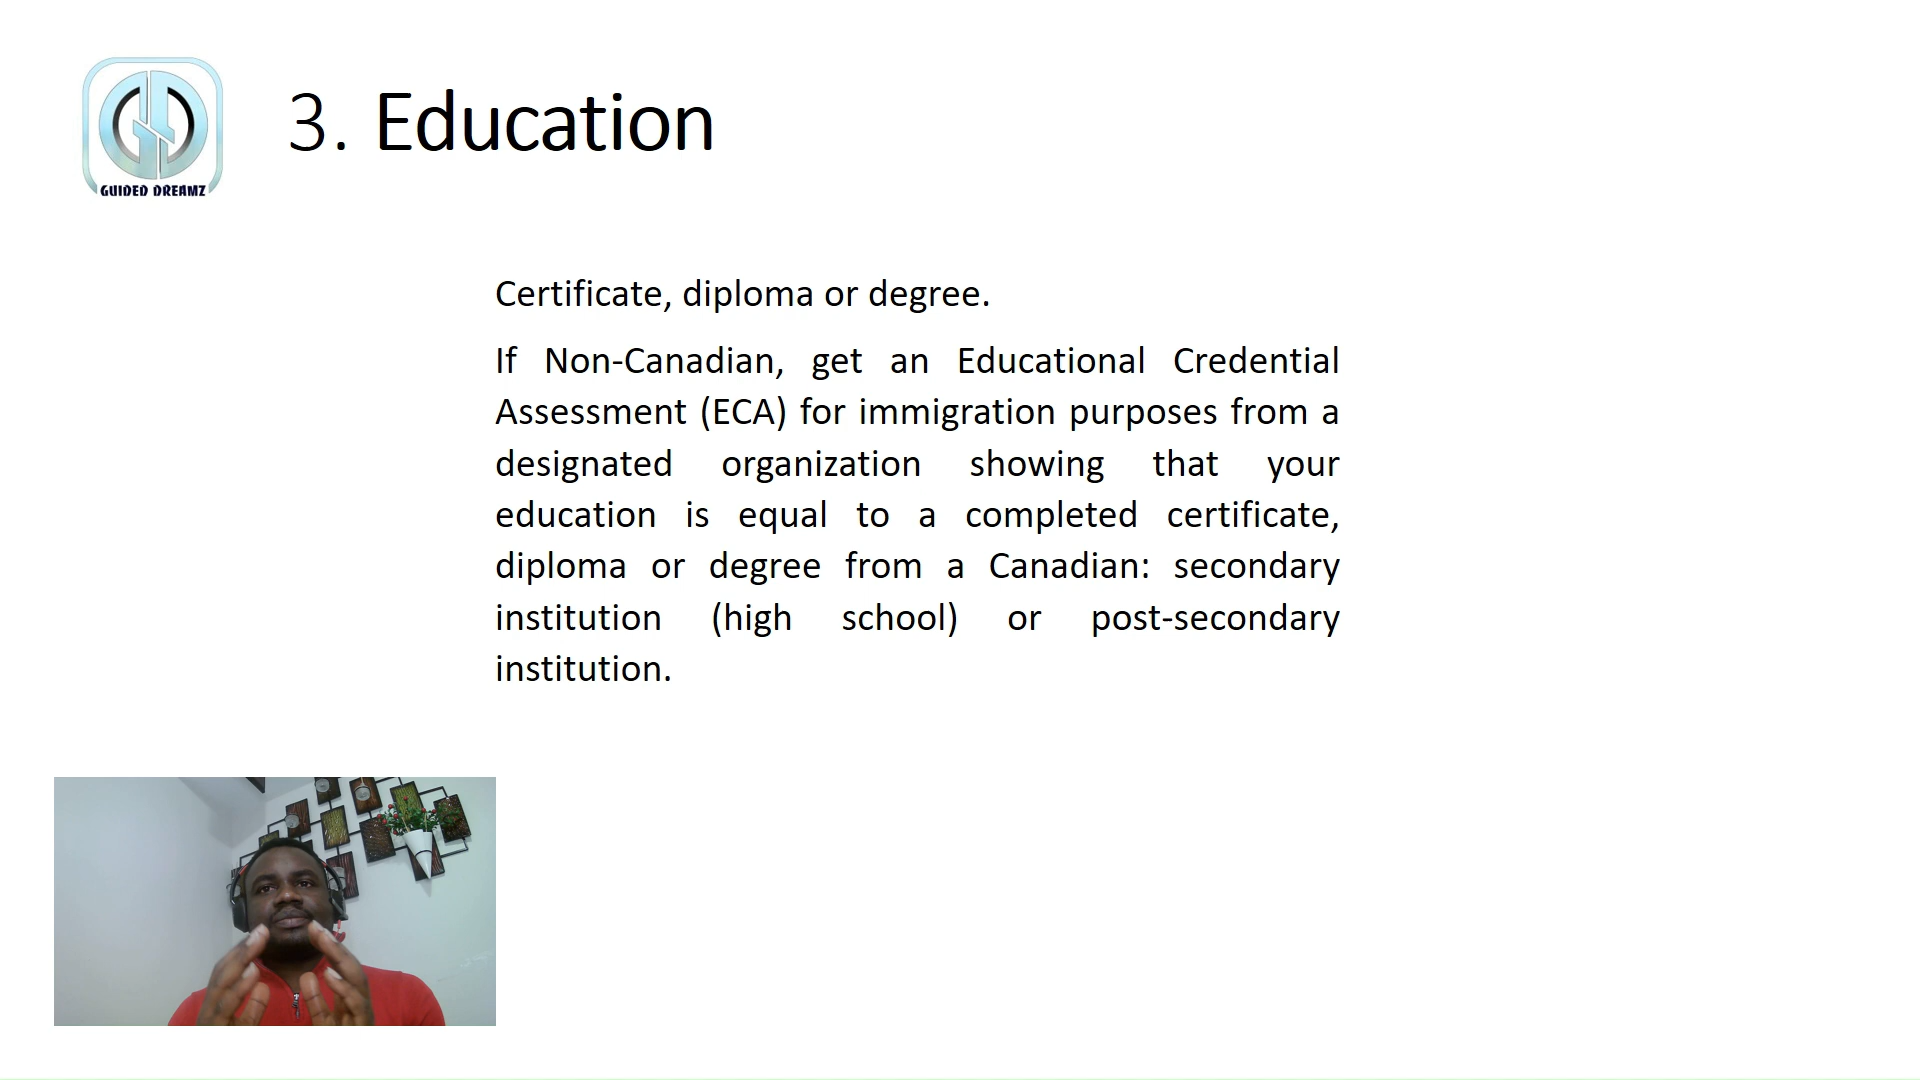 GUIDED DREAMZ
3. Education
Certificate, diploma or degree.
If Non-Canadian, get an Educational Credential
Assessment (ECA) for immigration purposes from a
designated organization showing that your
education is equal to a completed certificate,
diploma or degree from a Canadian: secondary
institution (high school) or post-secondary
institution.